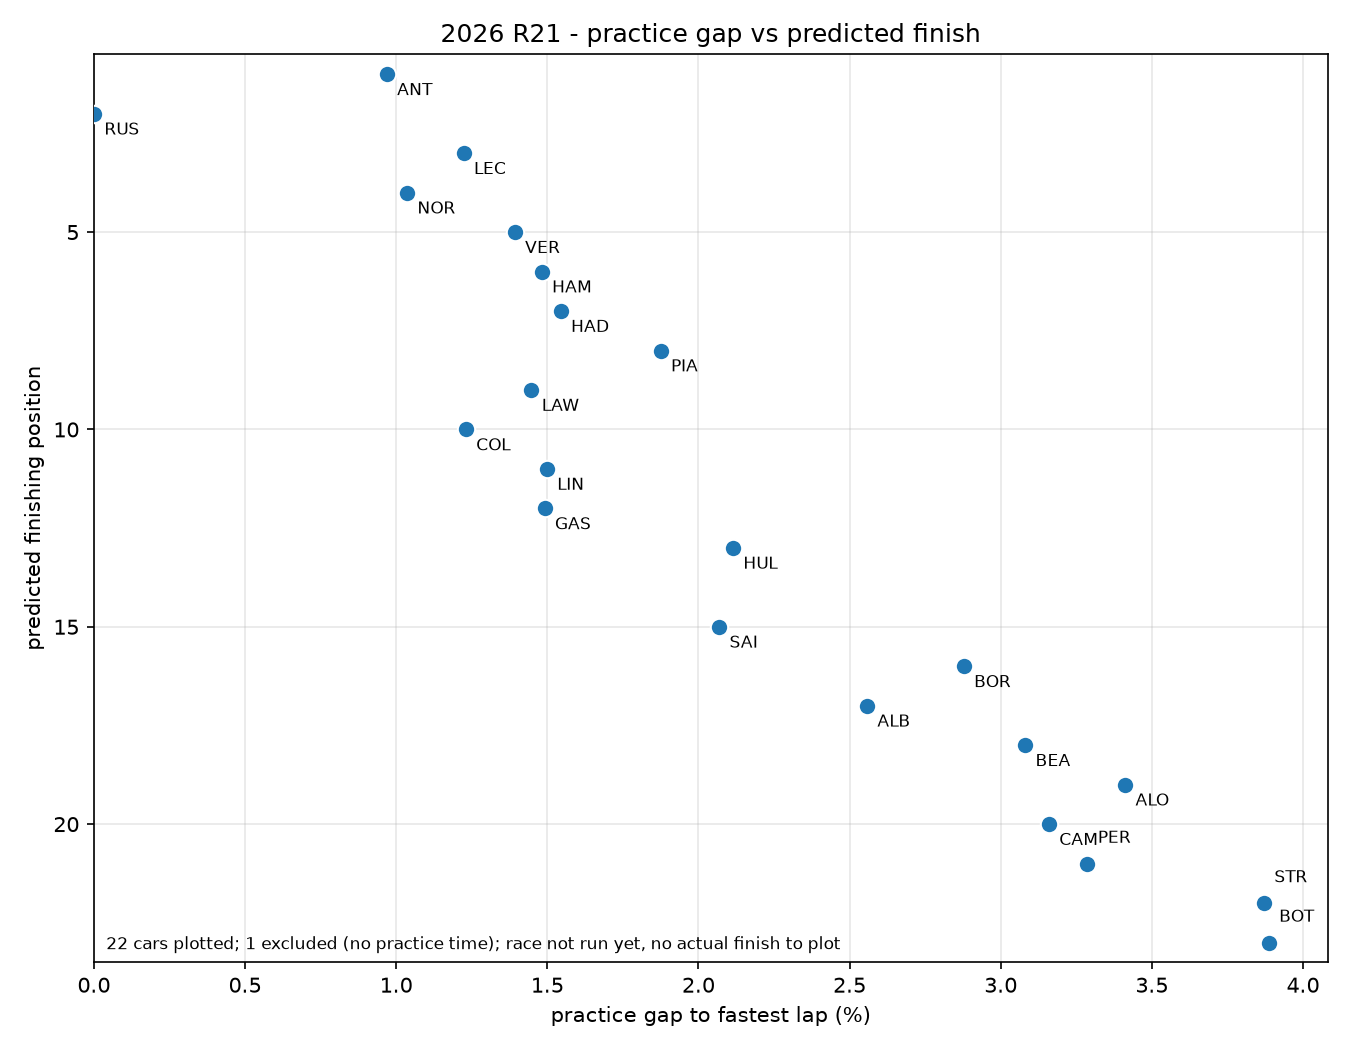 2026 R21 - practice gap vs predicted finish
ANT
RUS
LEC
NOR
5
VER
HAM
HAD
PIA
LAW
10
COL
LIN
GAS
HUL
15
SAI
BOR
ALB
BEA
ALO
20
CAM
PER
STR
BOT
22 cars plotted; 1 excluded (no practice time); race not run yet, no actual finish to plot
0.0 0.5 1.0 1.5 2.0 2.5 3.0 3.5 4.0
practice gap to fastest lap (%)
predicted finishing position